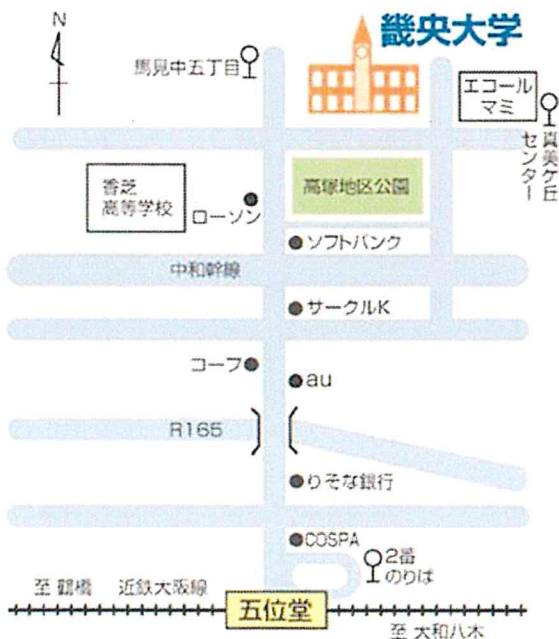 N
畿央大学
馬見中五丁目
エコール
マミ
真美ケ丘
センター
香芝
高等学校
高塚地区公園
ローソン
ソフトバンク
中和幹線
サークルK
コープ
au
R165
りそな銀行
COSPA
2番
のりば
至 鶴橋
近鉄大阪線
五位堂
至 大和八木